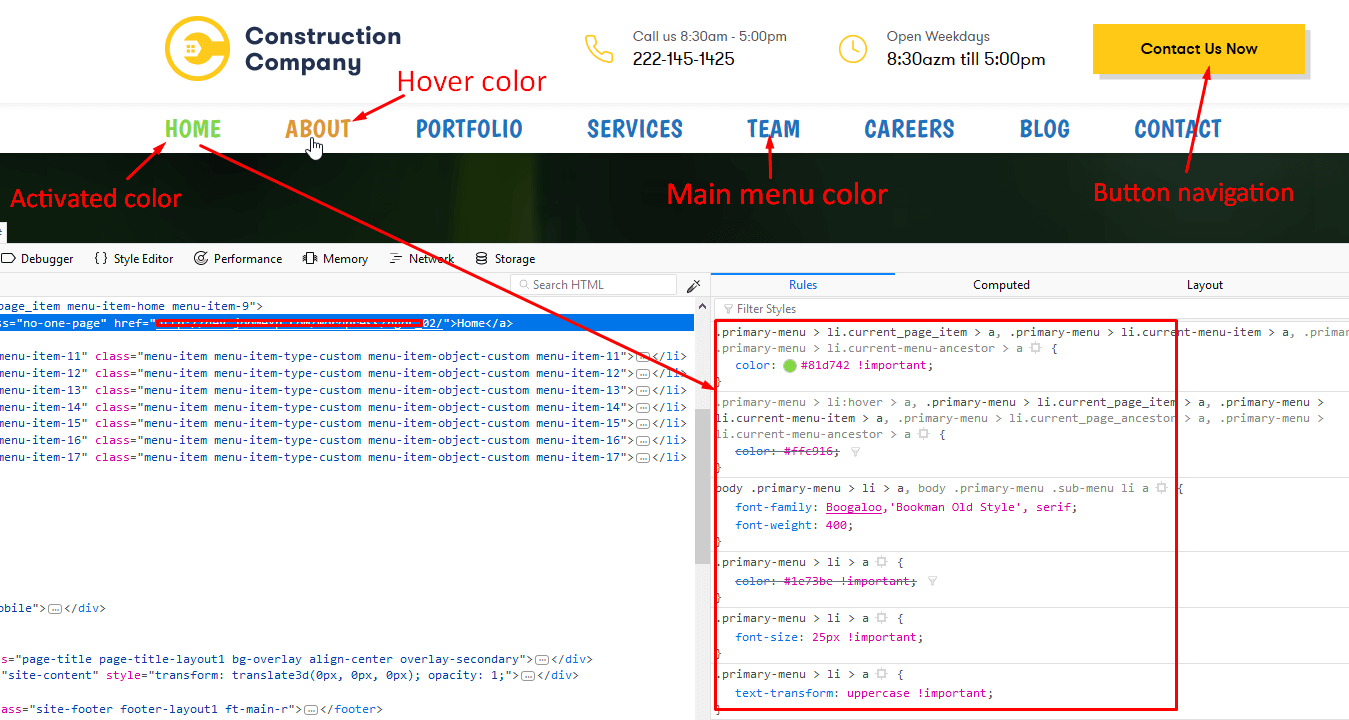 Construction
Company
Call us 8:30am - 5:00pm
222-145-1425
Open Weekdays
8:30azm till 5:00pm
Contact Us Now
Hover color
HOME ABOUT PORTFOLIO SERVICES TEAM CAREERS BLOG CONTACT
Activated color
Main menu color
Button navigation
Debugger {} Style Editor Performance Memory Network Storage
Search HTML
Rules Computed Layout
Filter Styles
page_item menu-item-home menu-item-9">
ss="no-one-page" href="02/">Home</a>
menu-item-11" class="menu-item menu-item-type-custom menu-item-object-custom menu-item-11">…</li>
menu-item-12" class="menu-item menu-item-type-custom menu-item-object-custom menu-item-12">…</li>
menu-item-13" class="menu-item menu-item-type-custom menu-item-object-custom menu-item-13">…</li>
menu-item-14" class="menu-item menu-item-type-custom menu-item-object-custom menu-item-14">…</li>
menu-item-15" class="menu-item menu-item-type-custom menu-item-object-custom menu-item-15">…</li>
menu-item-16" class="menu-item menu-item-type-custom menu-item-object-custom menu-item-16">…</li>
menu-item-17" class="menu-item menu-item-type-custom menu-item-object-custom menu-item-17">…</li>
obile">…</div>
s="page-title page-title-layout1 bg-overlay align-center overlay-secondary">…</div>
"site-content" style="transform: translate3d(0px, 0px, 0px); opacity: 1;">…</div>
ass="site-footer footer-layout1 ft-main-r">…</footer>
.primary-menu > li.current_page_item > a, .primary-menu > li.current-menu-item > a, .primary
.primary-menu > li.current-menu-ancestor > a {
color: #81d742 !important;
}
.primary-menu > li:hover > a, .primary-menu > li.current_page_item > a, .primary-menu >
li.current-menu-item > a, .primary-menu > li.current_page_ancestor > a, .primary-menu >
li.current-menu-ancestor > a {
color: #ffc916;
}
body .primary-menu > li > a, body .primary-menu .sub-menu li a {
font-family: Boogaloo,'Bookman Old Style', serif;
font-weight: 400;
}
.primary-menu > li > a {
color: #1e73be !important;
}
.primary-menu > li > a {
font-size: 25px !important;
}
.primary-menu > li > a {
text-transform: uppercase !important;
}